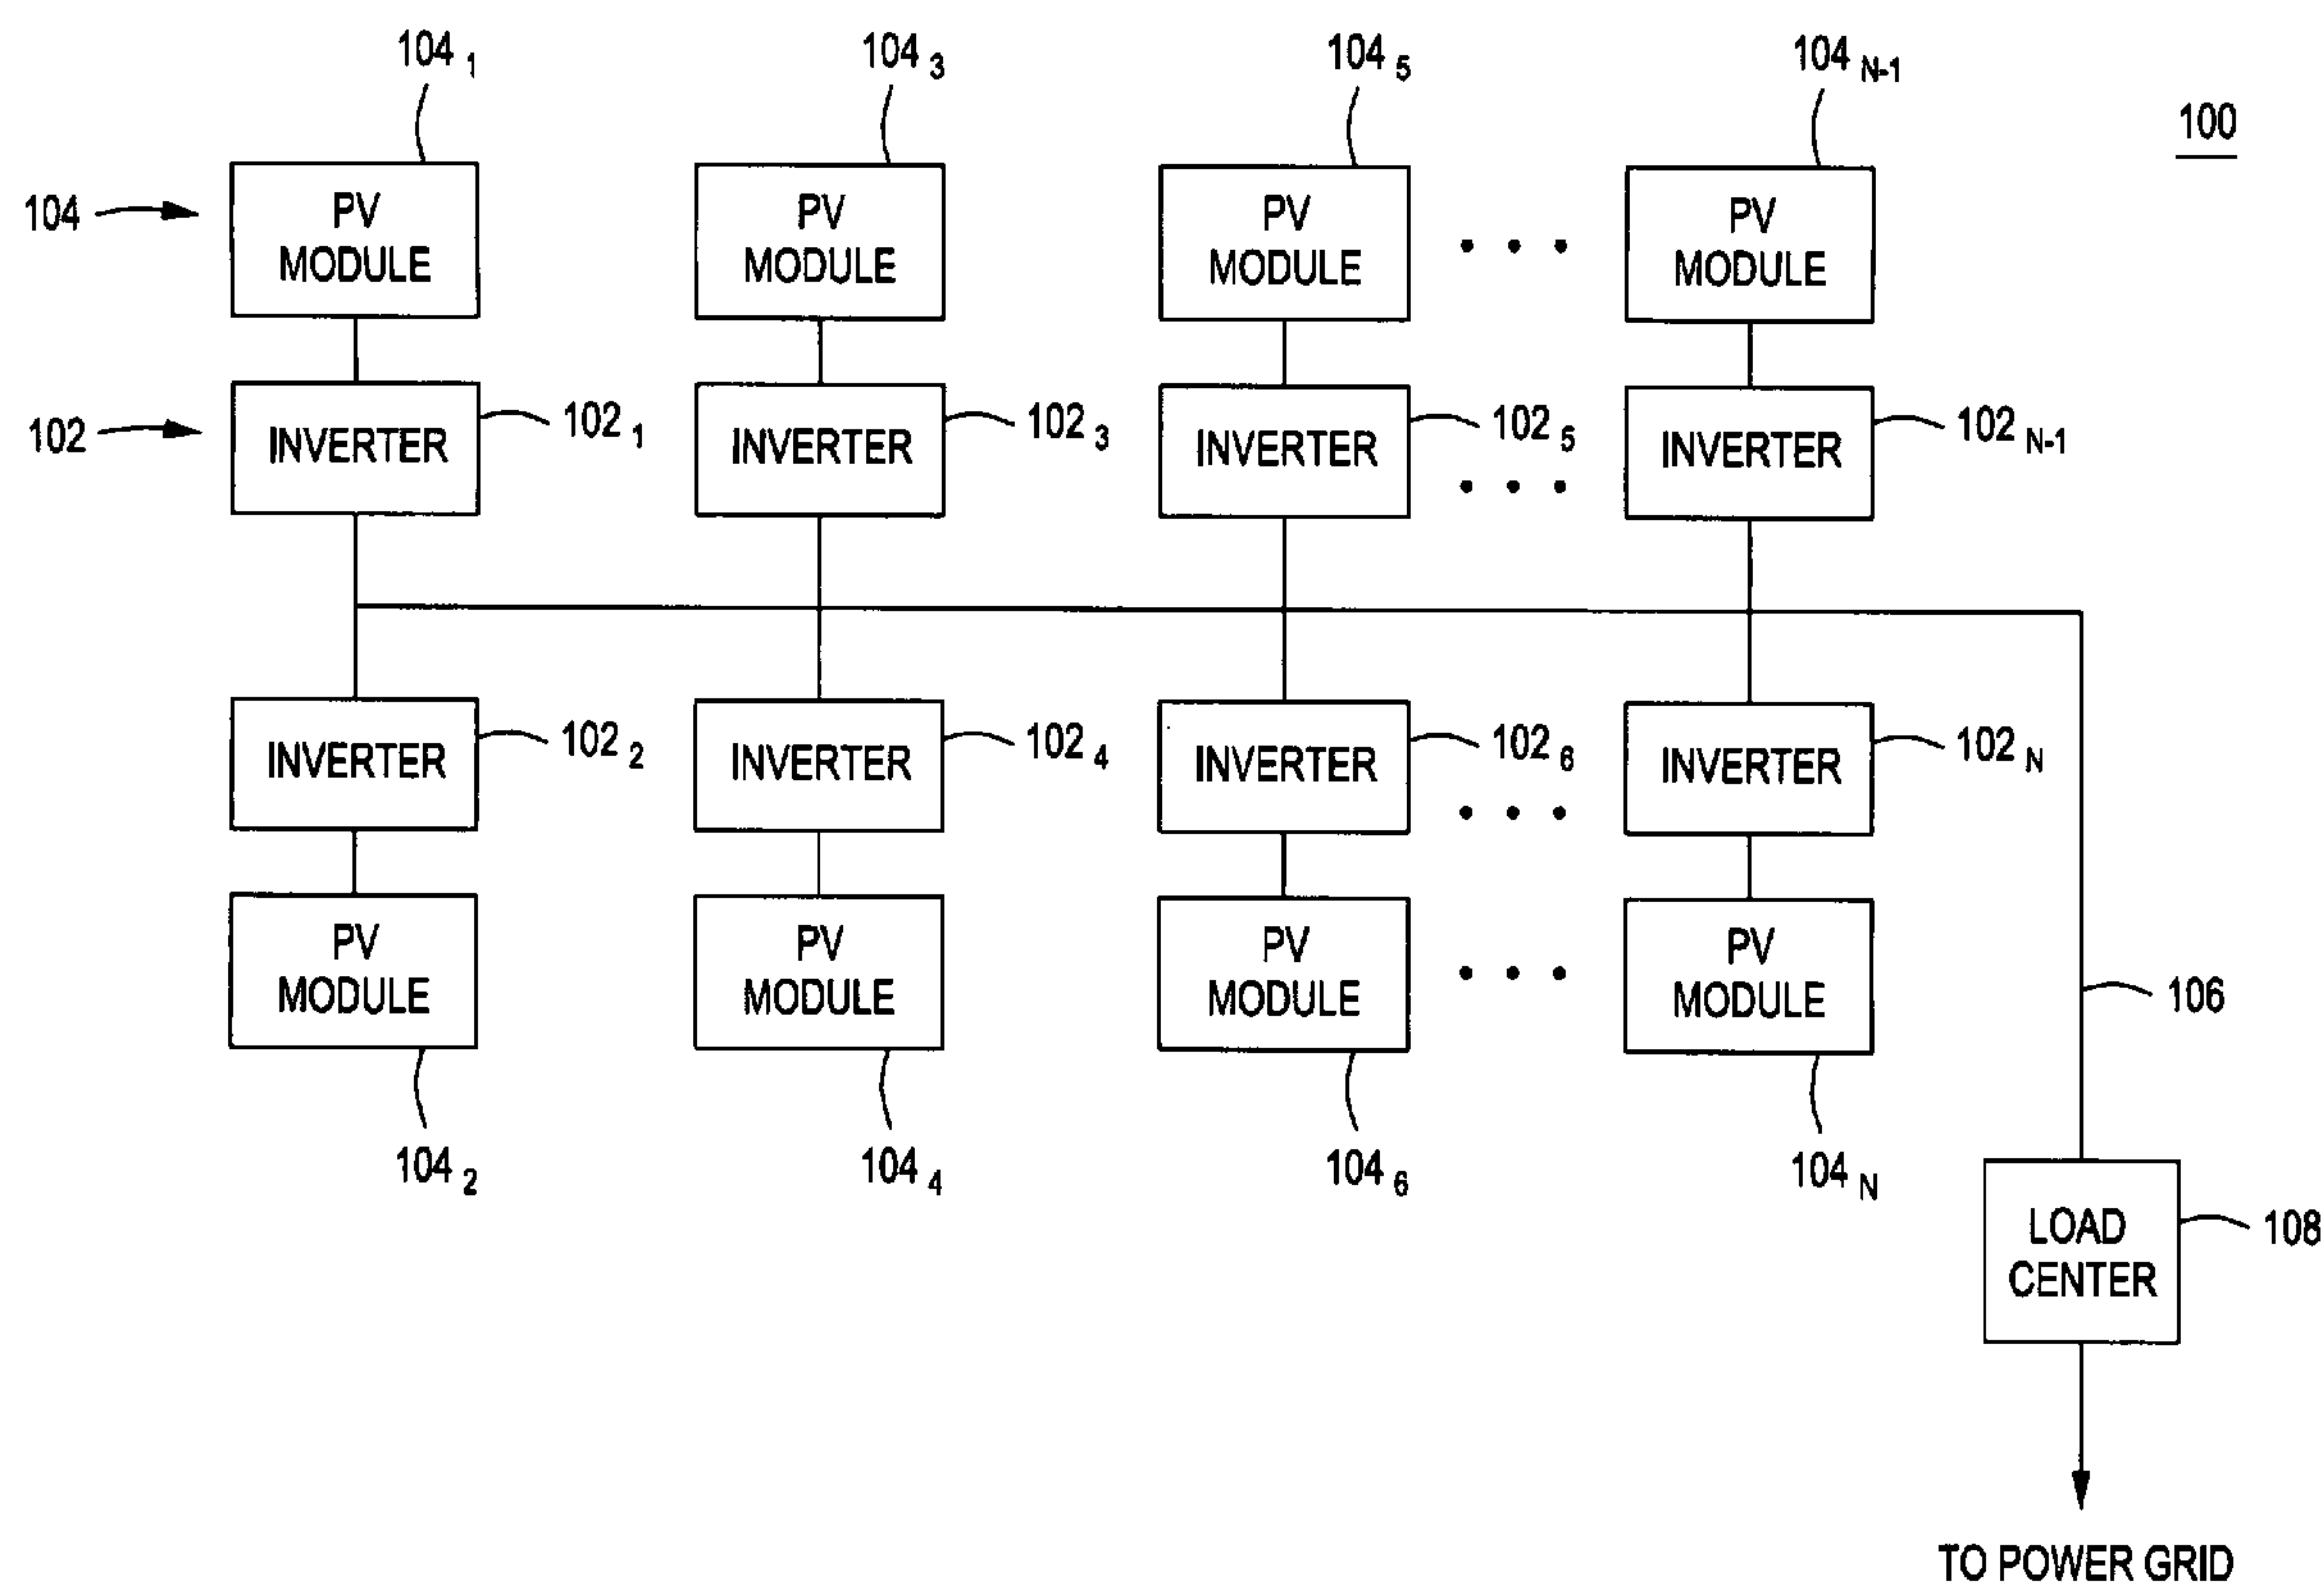 104 1
104 3
104 5
104 N-1
100
104
PV
MODULE
PV
MODULE
PV
MODULE
PV
MODULE
102
INVERTER
102 1
INVERTER
102 3
INVERTER
102 5
INVERTER
102 N-1
INVERTER
102 2
INVERTER
102 4
INVERTER
102 6
INVERTER
102 N
PV
MODULE
PV
MODULE
PV
MODULE
PV
MODULE
106
104 2
104 4
104 6
104 N
LOAD
CENTER
108
TO POWER GRID